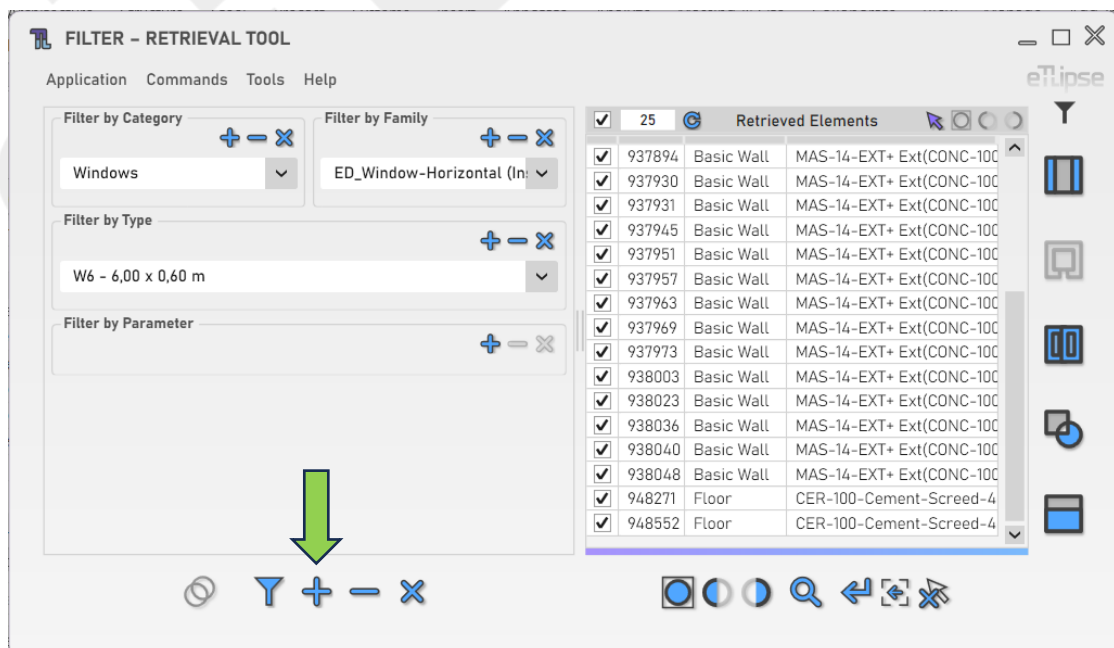 FILTER – RETRIEVAL TOOL
Application Commands Tools Help
eTLipse
Filter by Category
Filter by Family
Windows
ED_Window-Horizontal (In
Filter by Type
W6 - 6,00 x 0,60 m
Filter by Parameter
25 Retrieved Elements
937894 Basic Wall MAS-14-EXT+ Ext(CONC-100
937930 Basic Wall MAS-14-EXT+ Ext(CONC-100
937931 Basic Wall MAS-14-EXT+ Ext(CONC-100
937945 Basic Wall MAS-14-EXT+ Ext(CONC-100
937951 Basic Wall MAS-14-EXT+ Ext(CONC-100
937957 Basic Wall MAS-14-EXT+ Ext(CONC-100
937963 Basic Wall MAS-14-EXT+ Ext(CONC-100
937969 Basic Wall MAS-14-EXT+ Ext(CONC-100
937973 Basic Wall MAS-14-EXT+ Ext(CONC-100
938003 Basic Wall MAS-14-EXT+ Ext(CONC-100
938023 Basic Wall MAS-14-EXT+ Ext(CONC-100
938036 Basic Wall MAS-14-EXT+ Ext(CONC-100
938040 Basic Wall MAS-14-EXT+ Ext(CONC-100
938048 Basic Wall MAS-14-EXT+ Ext(CONC-100
948271 Floor CER-100-Cement-Screed-4
948552 Floor CER-100-Cement-Screed-4